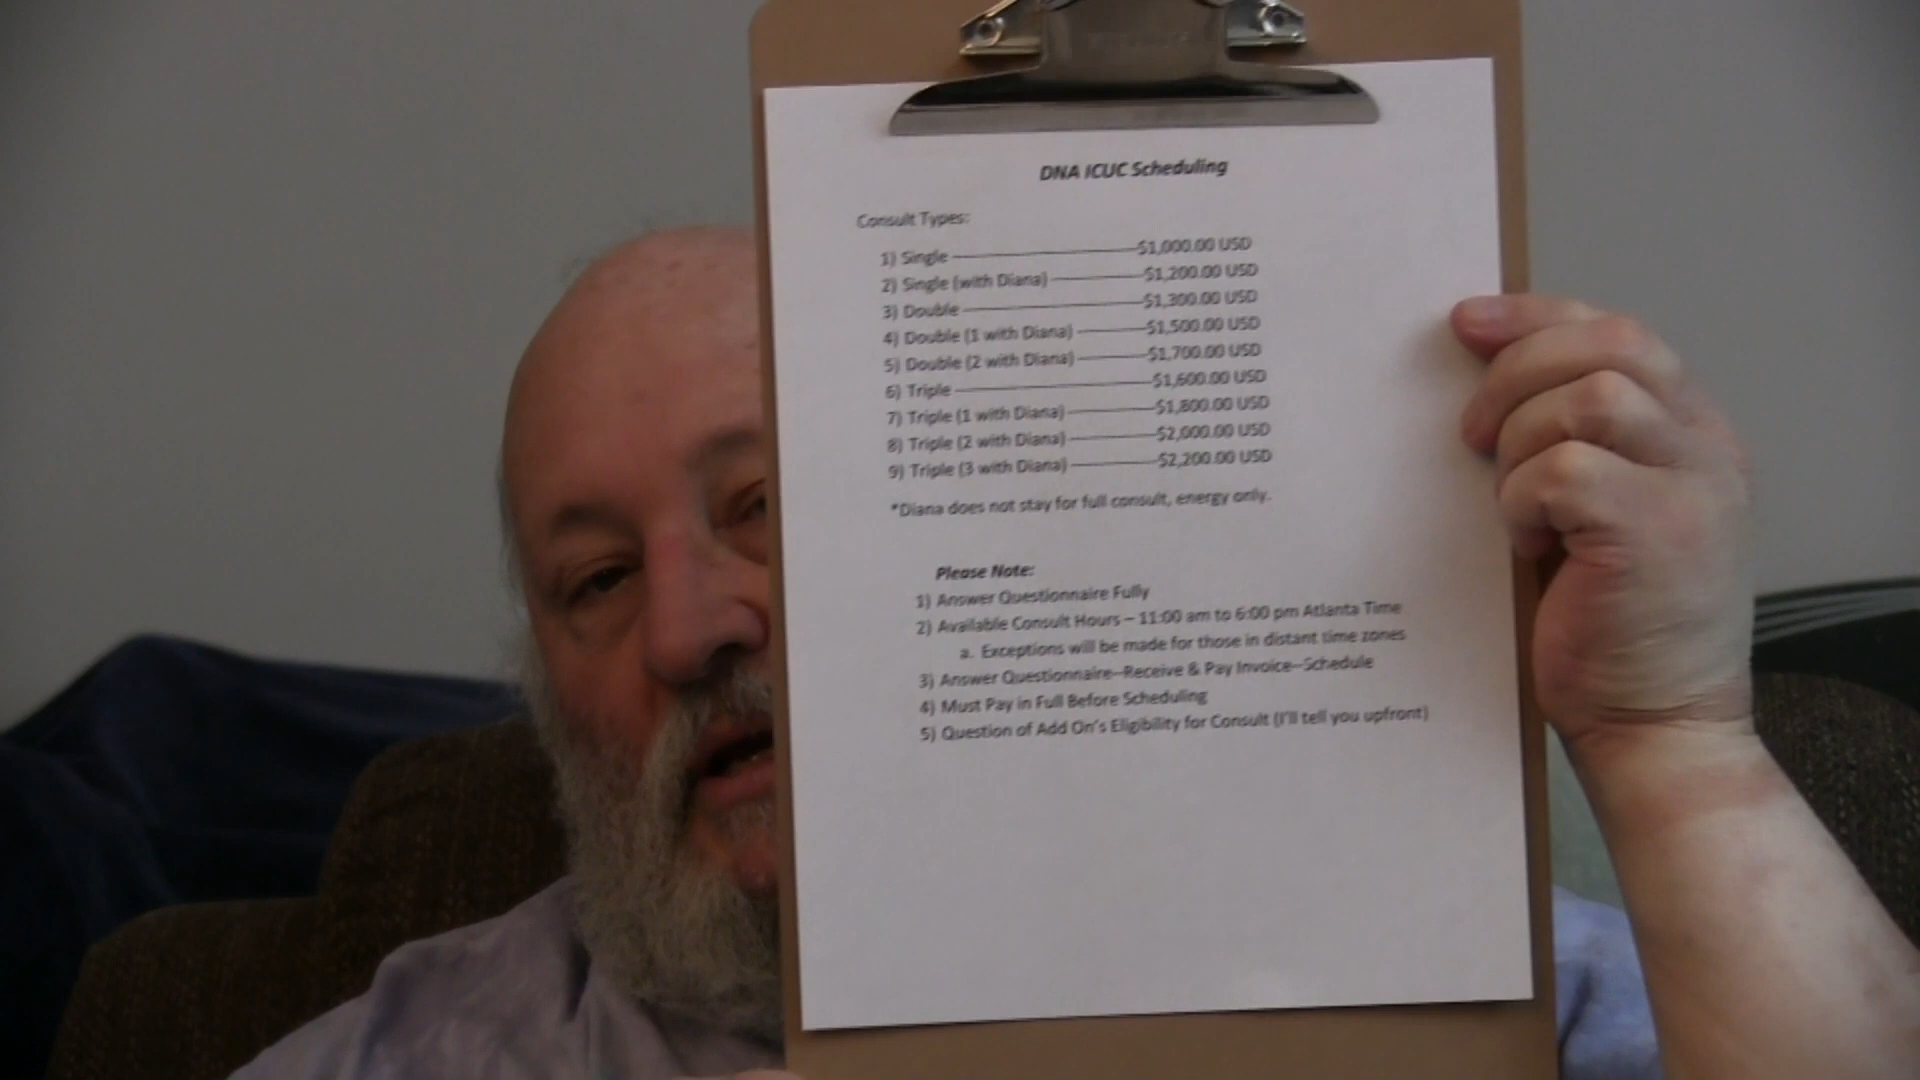 DNA ICUC Scheduling
Consult Types:
1) Single ————————$1,000.00 USD
2) Single (with Diana) ————$1,200.00 USD
3) Double ————————$1,300.00 USD
4) Double (1 with Diana) ———$1,500.00 USD
5) Double (2 with Diana) ———$1,700.00 USD
6) Triple ————————$1,600.00 USD
7) Triple (1 with Diana) ————$1,800.00 USD
8) Triple (2 with Diana) ————$2,000.00 USD
9) Triple (3 with Diana) ————$2,200.00 USD
*Diana does not stay for full consult, energy only.
Please Note:
1) Answer Questionnaire Fully
2) Available Consult Hours – 11:00 am to 6:00 pm Atlanta Time
a. Exceptions will be made for those in distant time zones
3) Answer Questionnaire--Receive & Pay Invoice--Schedule
4) Must Pay in Full Before Scheduling
5) Question of Add On's Eligibility for Consult (I'll tell you upfront)